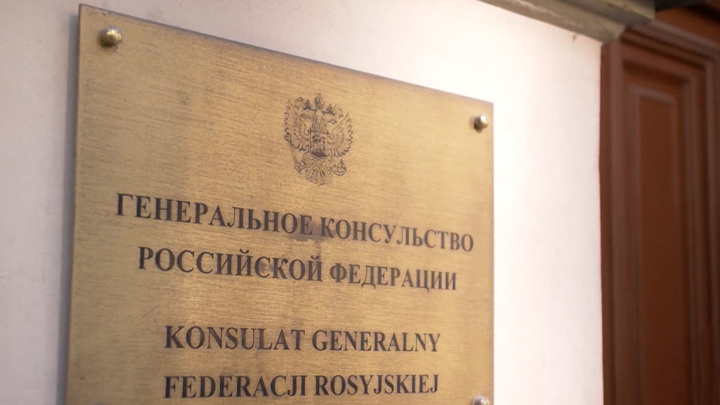 ГЕНЕРАЛЬНОЕ КОНСУЛЬСТВО
РОССИЙСКОЙ ФЕДЕРАЦИИ
KONSULAT GENERALNY
FEDERACJI ROSYJSKIEJ